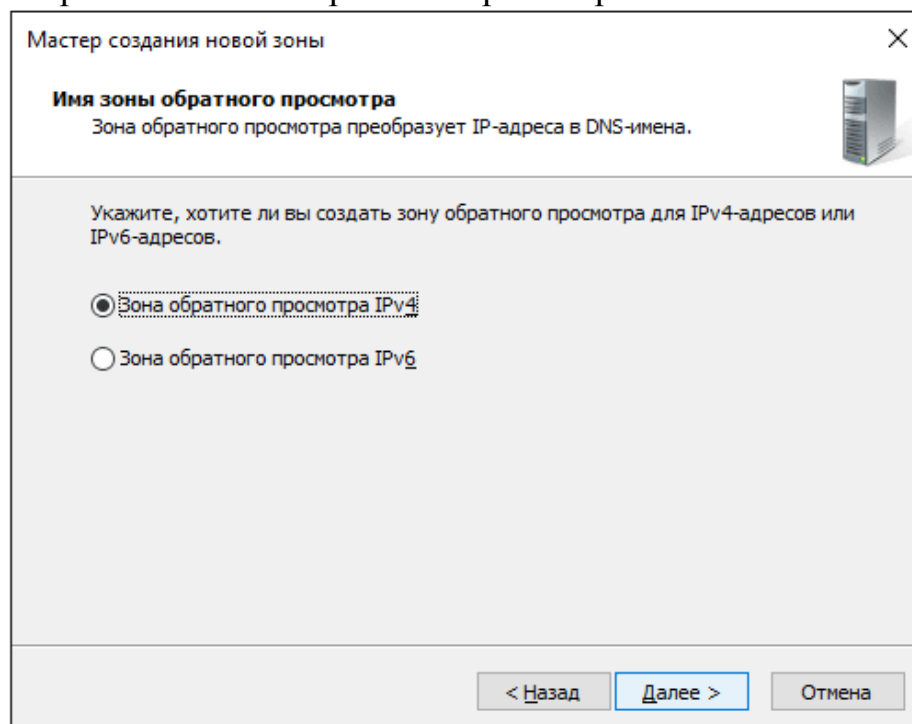 Мастер создания новой зоны
Имя зоны обратного просмотра
Зона обратного просмотра преобразует IP-адреса в DNS-имена.
Укажите, хотите ли вы создать зону обратного просмотра для IPv4-адресов или
IPv6-адресов.
Зона обратного просмотра IPv4
Зона обратного просмотра IPv6
< Назад Далее > Отмена